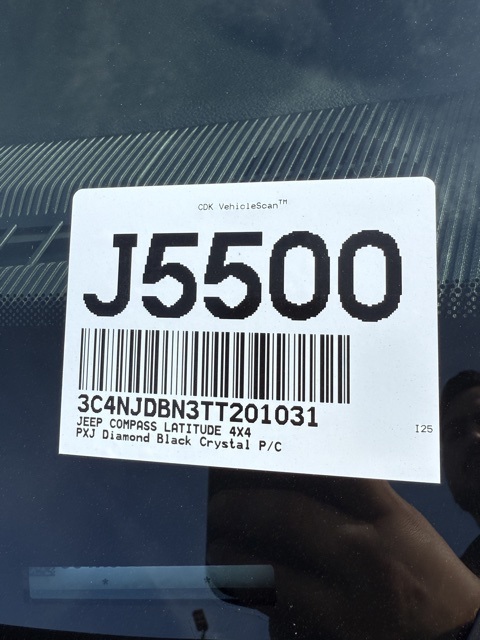 CDK VehicleScan™
J5500
3C4NJDBN3TT201031
JEEP COMPASS LATITUDE 4X4
PXJ Diamond Black Crystal P/C
I25